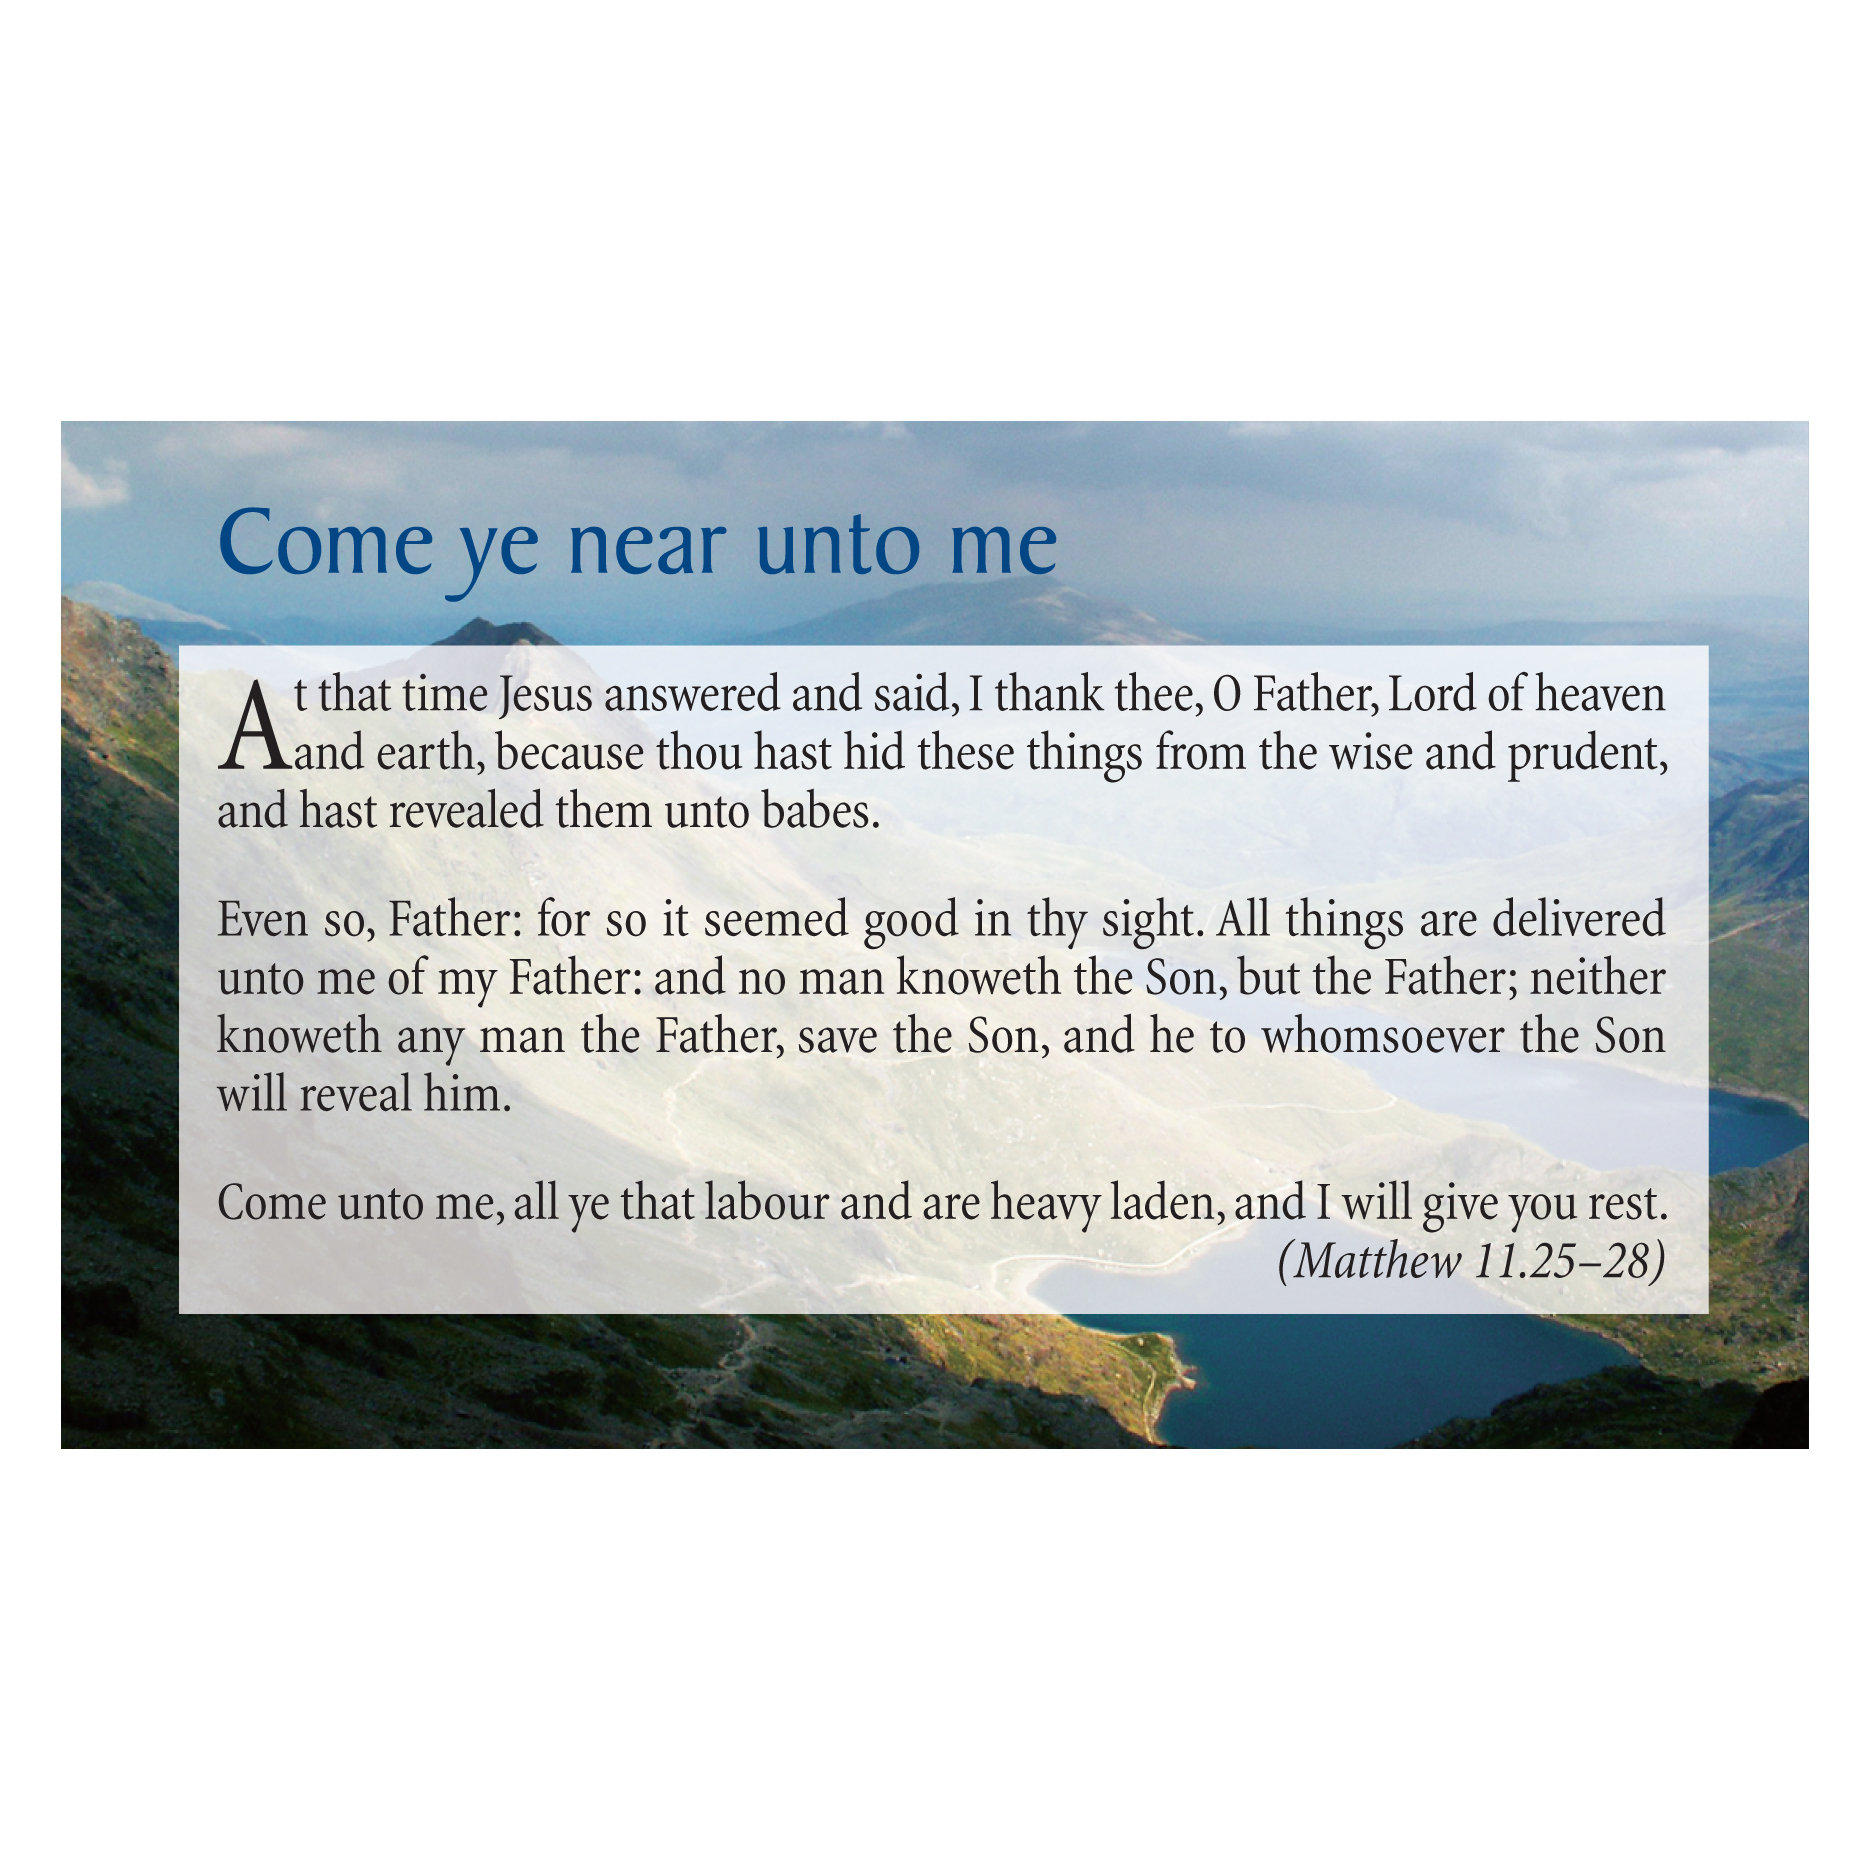 Come ye near unto me
At that time Jesus answered and said, I thank thee, O Father, Lord of heaven
and earth, because thou hast hid these things from the wise and prudent,
and hast revealed them unto babes.
Even so, Father: for so it seemed good in thy sight. All things are delivered
unto me of my Father: and no man knoweth the Son, but the Father; neither
knoweth any man the Father, save the Son, and he to whomsoever the Son
will reveal him.
Come unto me, all ye that labour and are heavy laden, and I will give you rest.
(Matthew 11.25–28)